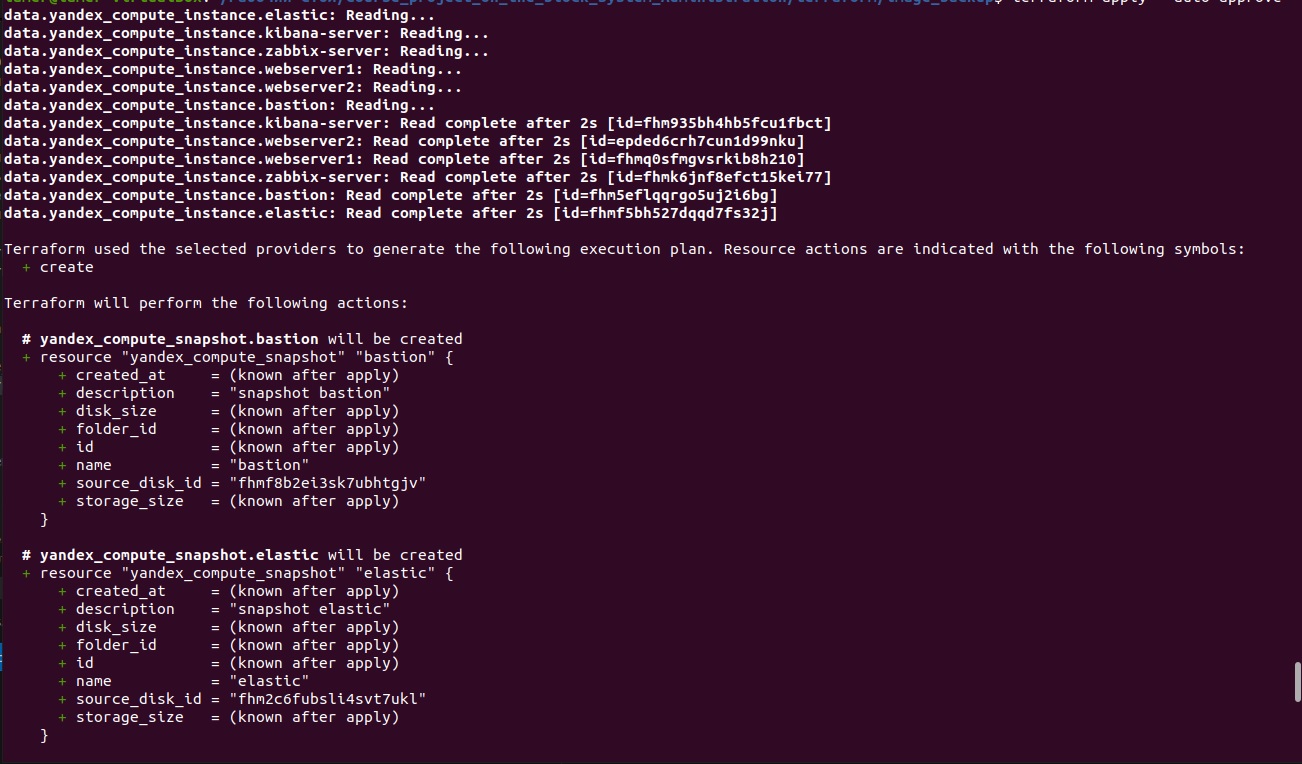 data.yandex_compute_instance.elastic: Reading...
data.yandex_compute_instance.kibana-server: Reading...
data.yandex_compute_instance.zabbix-server: Reading...
data.yandex_compute_instance.webserver1: Reading...
data.yandex_compute_instance.webserver2: Reading...
data.yandex_compute_instance.bastion: Reading...
data.yandex_compute_instance.kibana-server: Read complete after 2s [id=fhm935bh4hb5fcu1fbct]
data.yandex_compute_instance.webserver2: Read complete after 2s [id=epded6crh7cun1d99nku]
data.yandex_compute_instance.webserver1: Read complete after 2s [id=fhmq0sfmgvsrkib8h210]
data.yandex_compute_instance.zabbix-server: Read complete after 2s [id=fhmk6jnf8efct15kei77]
data.yandex_compute_instance.bastion: Read complete after 2s [id=fhm5eflqqrgo5uj2i6bg]
data.yandex_compute_instance.elastic: Read complete after 2s [id=fhmf5bh527dqqd7fs32j]
Terraform used the selected providers to generate the following execution plan. Resource actions are indicated with the following symbols:
+ create
Terraform will perform the following actions:
# yandex_compute_snapshot.bastion will be created
+ resource "yandex_compute_snapshot" "bastion" {
+ created_at = (known after apply)
+ description = "snapshot bastion"
+ disk_size = (known after apply)
+ folder_id = (known after apply)
+ id = (known after apply)
+ name = "bastion"
+ source_disk_id = "fhmf8b2ei3sk7ubhtgjv"
+ storage_size = (known after apply)
}
# yandex_compute_snapshot.elastic will be created
+ resource "yandex_compute_snapshot" "elastic" {
+ created_at = (known after apply)
+ description = "snapshot elastic"
+ disk_size = (known after apply)
+ folder_id = (known after apply)
+ id = (known after apply)
+ name = "elastic"
+ source_disk_id = "fhm2c6fubsli4svt7ukl"
+ storage_size = (known after apply)
}